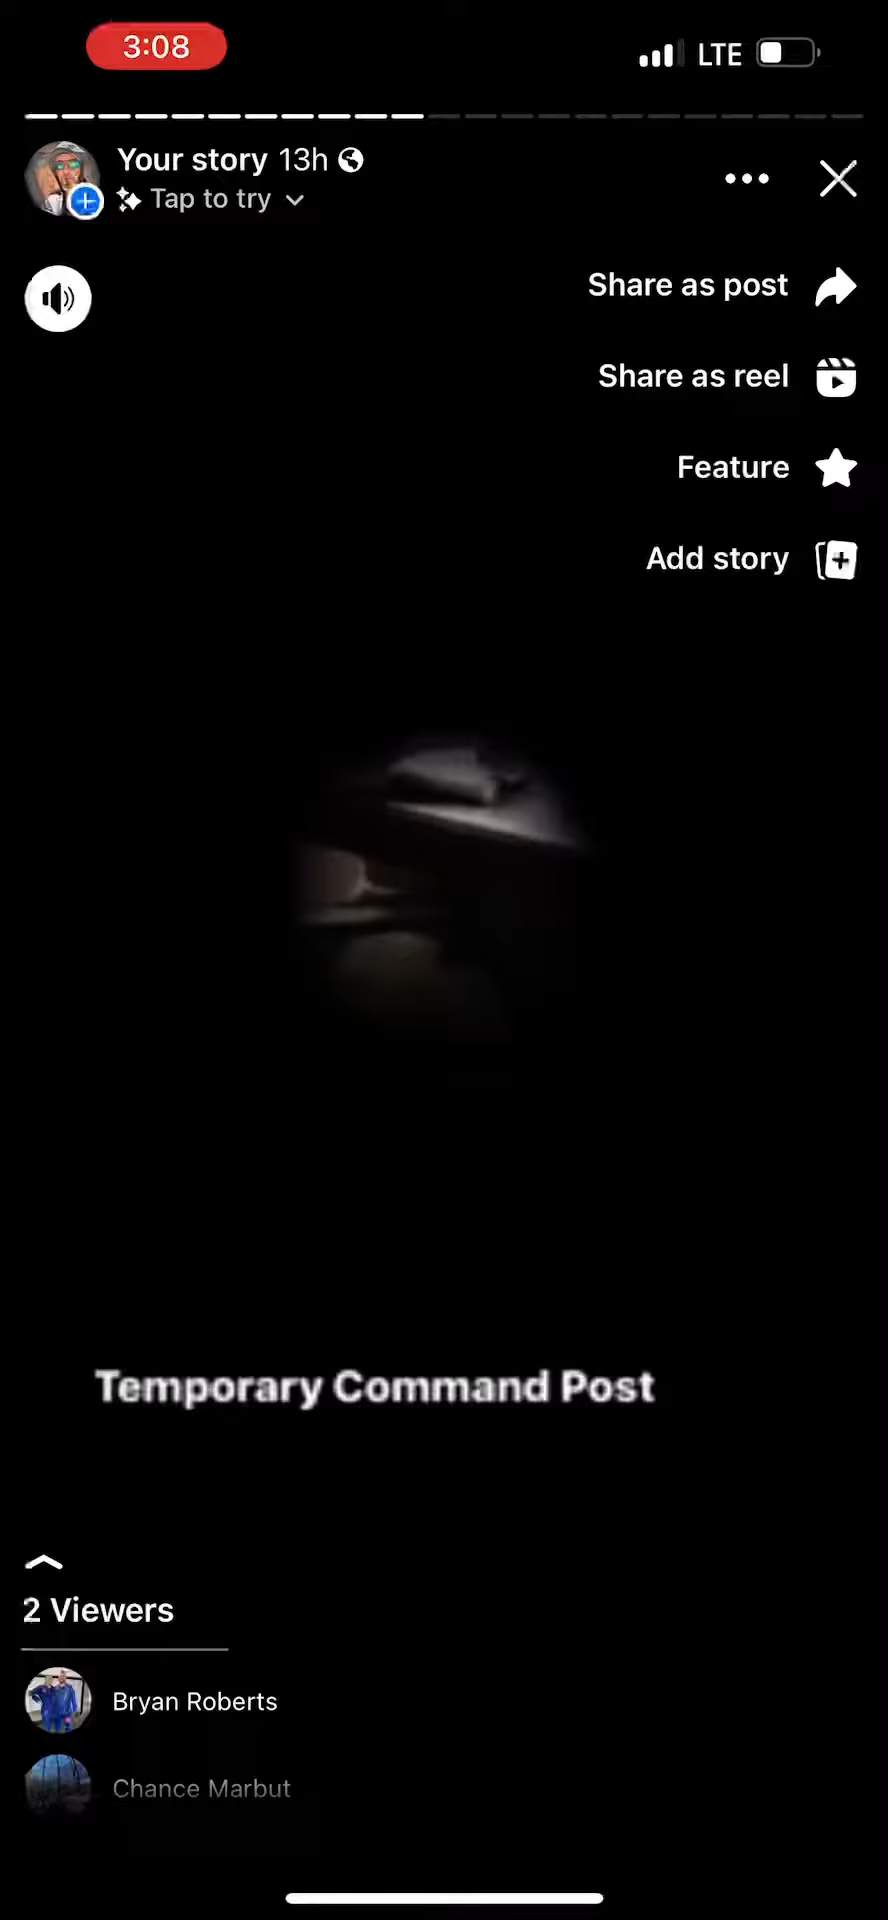 3:08
LTE
Your story 13h
Tap to try
Share as post
Share as reel
Feature
Add story
Temporary Command Post
2 Viewers
Bryan Roberts
Chance Marbut